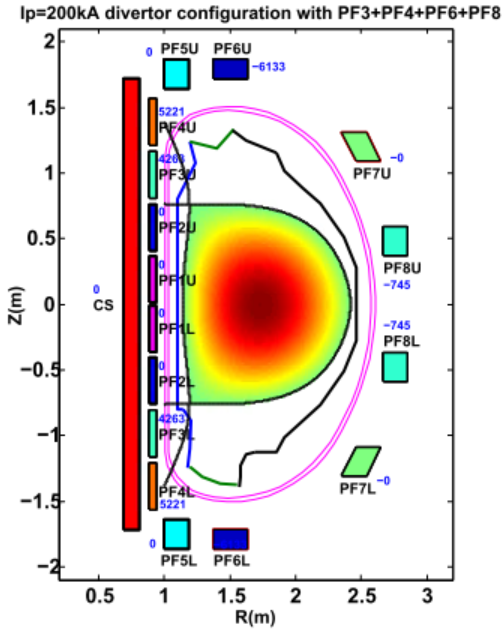 Ip=200kA divertor configuration with PF3+PF4+PF6+PF8
2
1.5
1
0.5
0
−0.5
−1
−1.5
−2
Z(m)
0.5
1
1.5
2
2.5
3
R(m)
0
PF5U
PF6U
−6133
5221
PF4U
4263
PF3U
0
PF2U
0
PF1U
0
CS
0
PF1L
0
PF2L
4263
PF3L
PF4L
5221
0
PF5L
PF6L
PF7U
−0
PF8U
−745
−745
PF8L
−0
PF7L